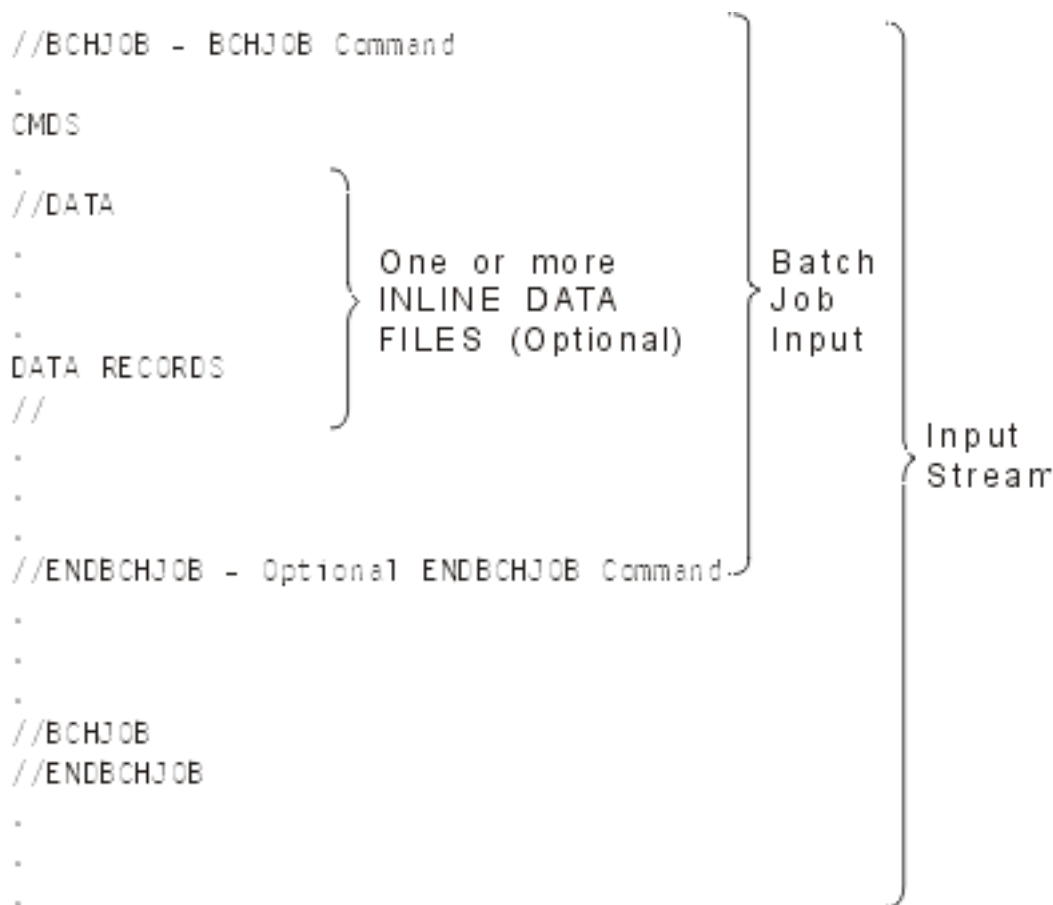 //BCHJOB - BCHJOB Command
.
CMDS
.
//DATA
.
.
.
DATA RECORDS
//
.
.
.
//ENDBCHJOB - Optional ENDBCHJOB Command
.
.
.
//BCHJOB
//ENDBCHJOB
.
.
.
One or more
INLINE DATA
FILES (Optional)
Batch
Job
Input
Input
Stream